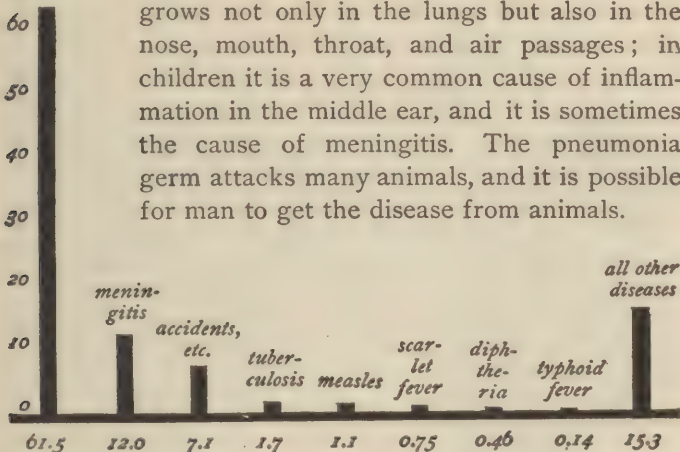 grows not only in the lungs but also in the
nose, mouth, throat, and air passages; in
children it is a very common cause of inflam-
mation in the middle ear, and it is sometimes
the cause of meningitis. The pneumonia
germ attacks many animals, and it is possible
for man to get the disease from animals.
60
50
40
30
20
10
0
menin-
gitis
accidents,
etc.
tuber-
culosis
measles
scar-
let
fever
diph-
the-
ria
typhoid
fever
all other
diseases
61.5 12.0 7.1 1.7 1.1 0.75 0.46 0.14 15.3